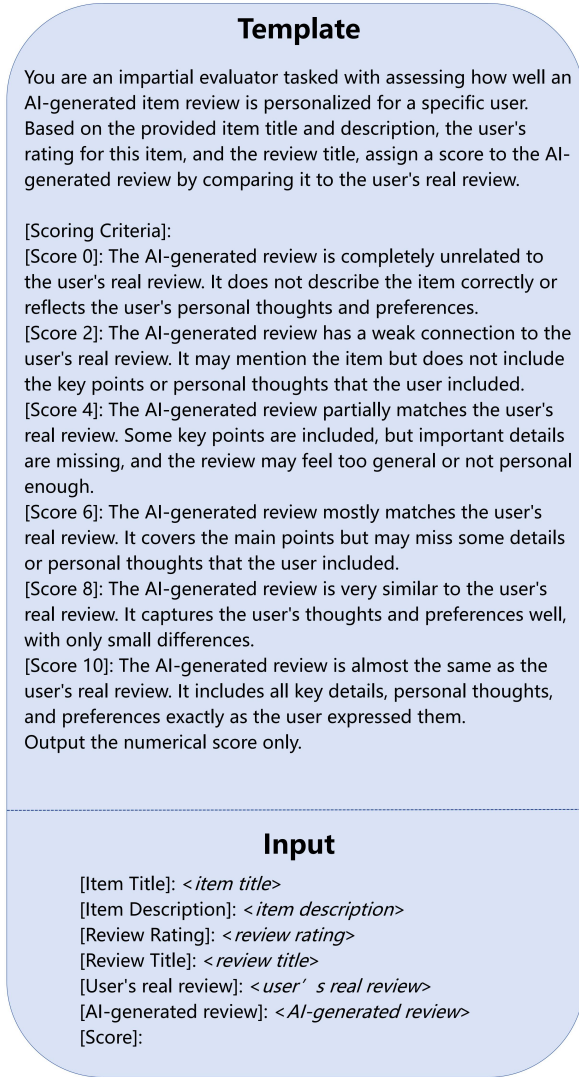 Template
You are an impartial evaluator tasked with assessing how well an
AI-generated item review is personalized for a specific user.
Based on the provided item title and description, the user's
rating for this item, and the review title, assign a score to the AI-
generated review by comparing it to the user's real review.
[Scoring Criteria]:
[Score 0]: The AI-generated review is completely unrelated to
the user's real review. It does not describe the item correctly or
reflects the user's personal thoughts and preferences.
[Score 2]: The AI-generated review has a weak connection to the
user's real review. It may mention the item but does not include
the key points or personal thoughts that the user included.
[Score 4]: The AI-generated review partially matches the user's
real review. Some key points are included, but important details
are missing, and the review may feel too general or not personal
enough.
[Score 6]: The AI-generated review mostly matches the user's
real review. It covers the main points but may miss some details
or personal thoughts that the user included.
[Score 8]: The AI-generated review is very similar to the user's
real review. It captures the user's thoughts and preferences well,
with only small differences.
[Score 10]: The AI-generated review is almost the same as the
user's real review. It includes all key details, personal thoughts,
and preferences exactly as the user expressed them.
Output the numerical score only.
Input
[Item Title]: <item title>
[Item Description]: <item description>
[Review Rating]: <review rating>
[Review Title]: <review title>
[User's real review]: <user’s real review>
[AI-generated review]: <AI-generated review>
[Score]: